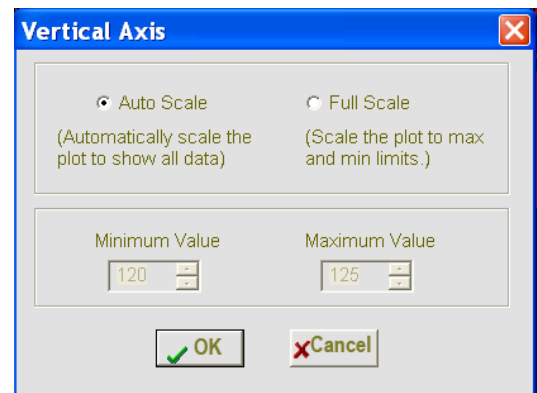 Vertical Axis
Auto Scale
Full Scale
(Automatically scale the
plot to show all data)
(Scale the plot to max
and min limits.)
Minimum Value
Maximum Value
120
125
OK
Cancel